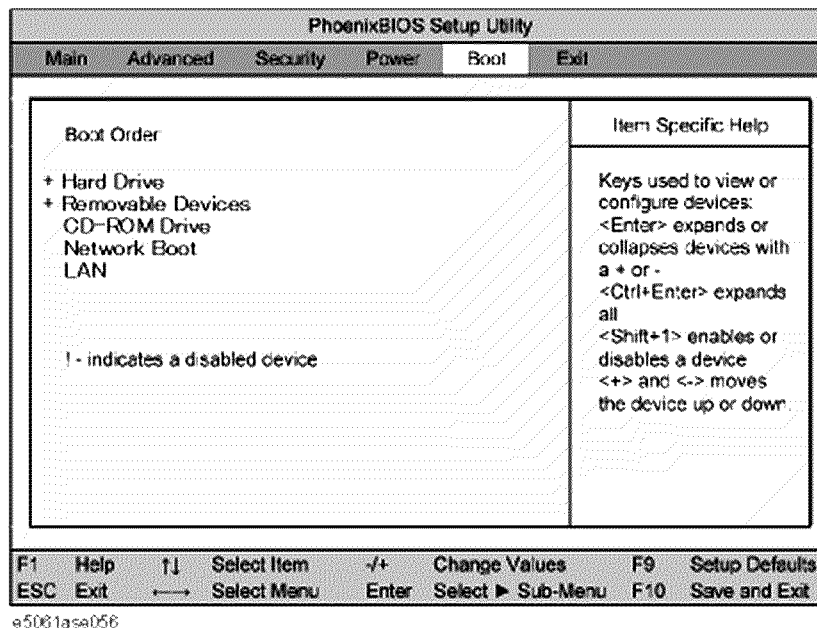 PhoenixBIOS Setup Utility
Main Advanced Security Power Boot Exit
Boot Order
+ Hard Drive
+ Removable Devices
CD-ROM Drive
Network Boot
LAN
! - indicates a disabled device
Item Specific Help
Keys used to view or
configure devices:
<Enter> expands or
collapses devices with
a + or -
<Ctrl+Enter> expands
all
<Shift+1> enables or
disables a device
<+> and <-> moves
the device up or down.
F1 Help ↑↓ Select Item -/+ Change Values F9 Setup Defaults
ESC Exit ←→ Select Menu Enter Select ▶ Sub-Menu F10 Save and Exit
e5061ase056